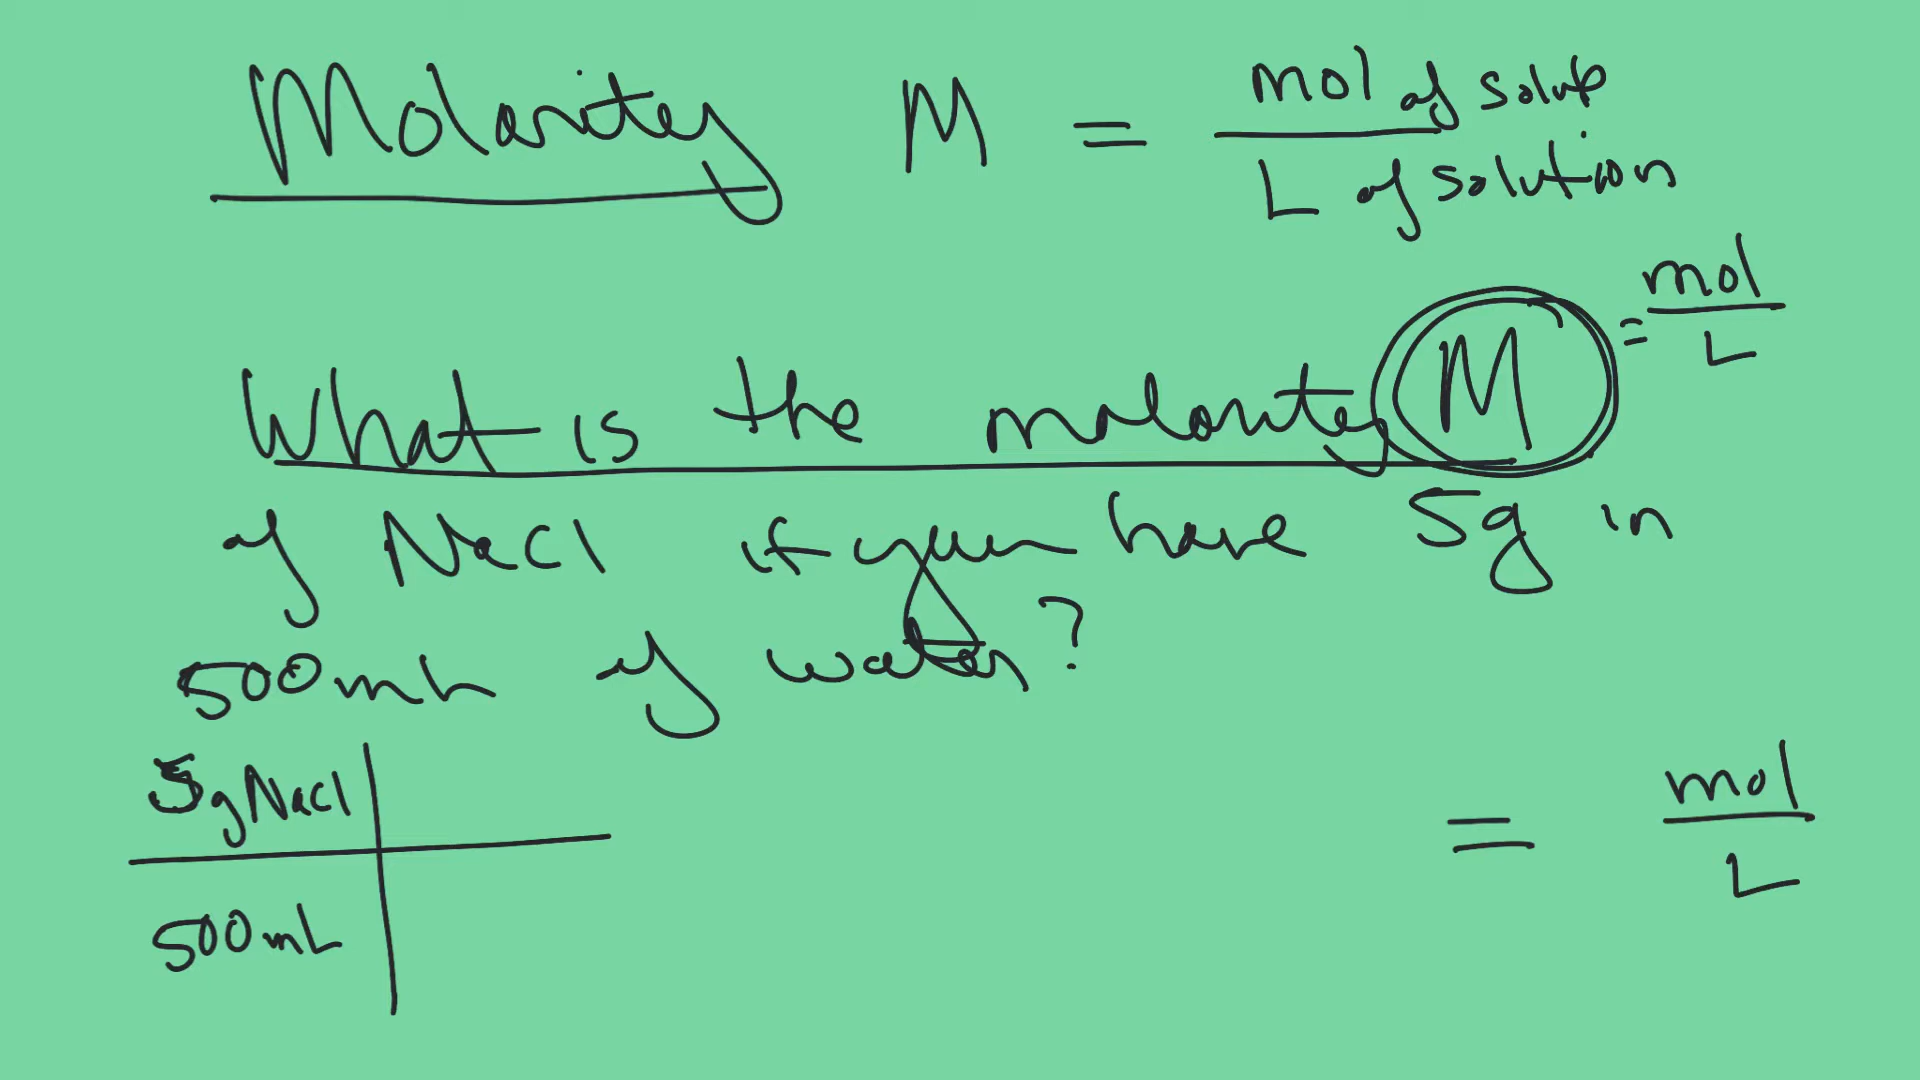 Molarity M = mol of solute
L of solution
What is the molarity M = mol
L
of NaCl if you have 5g in
500mL of water?
5g NaCl
500mL
= mol
L